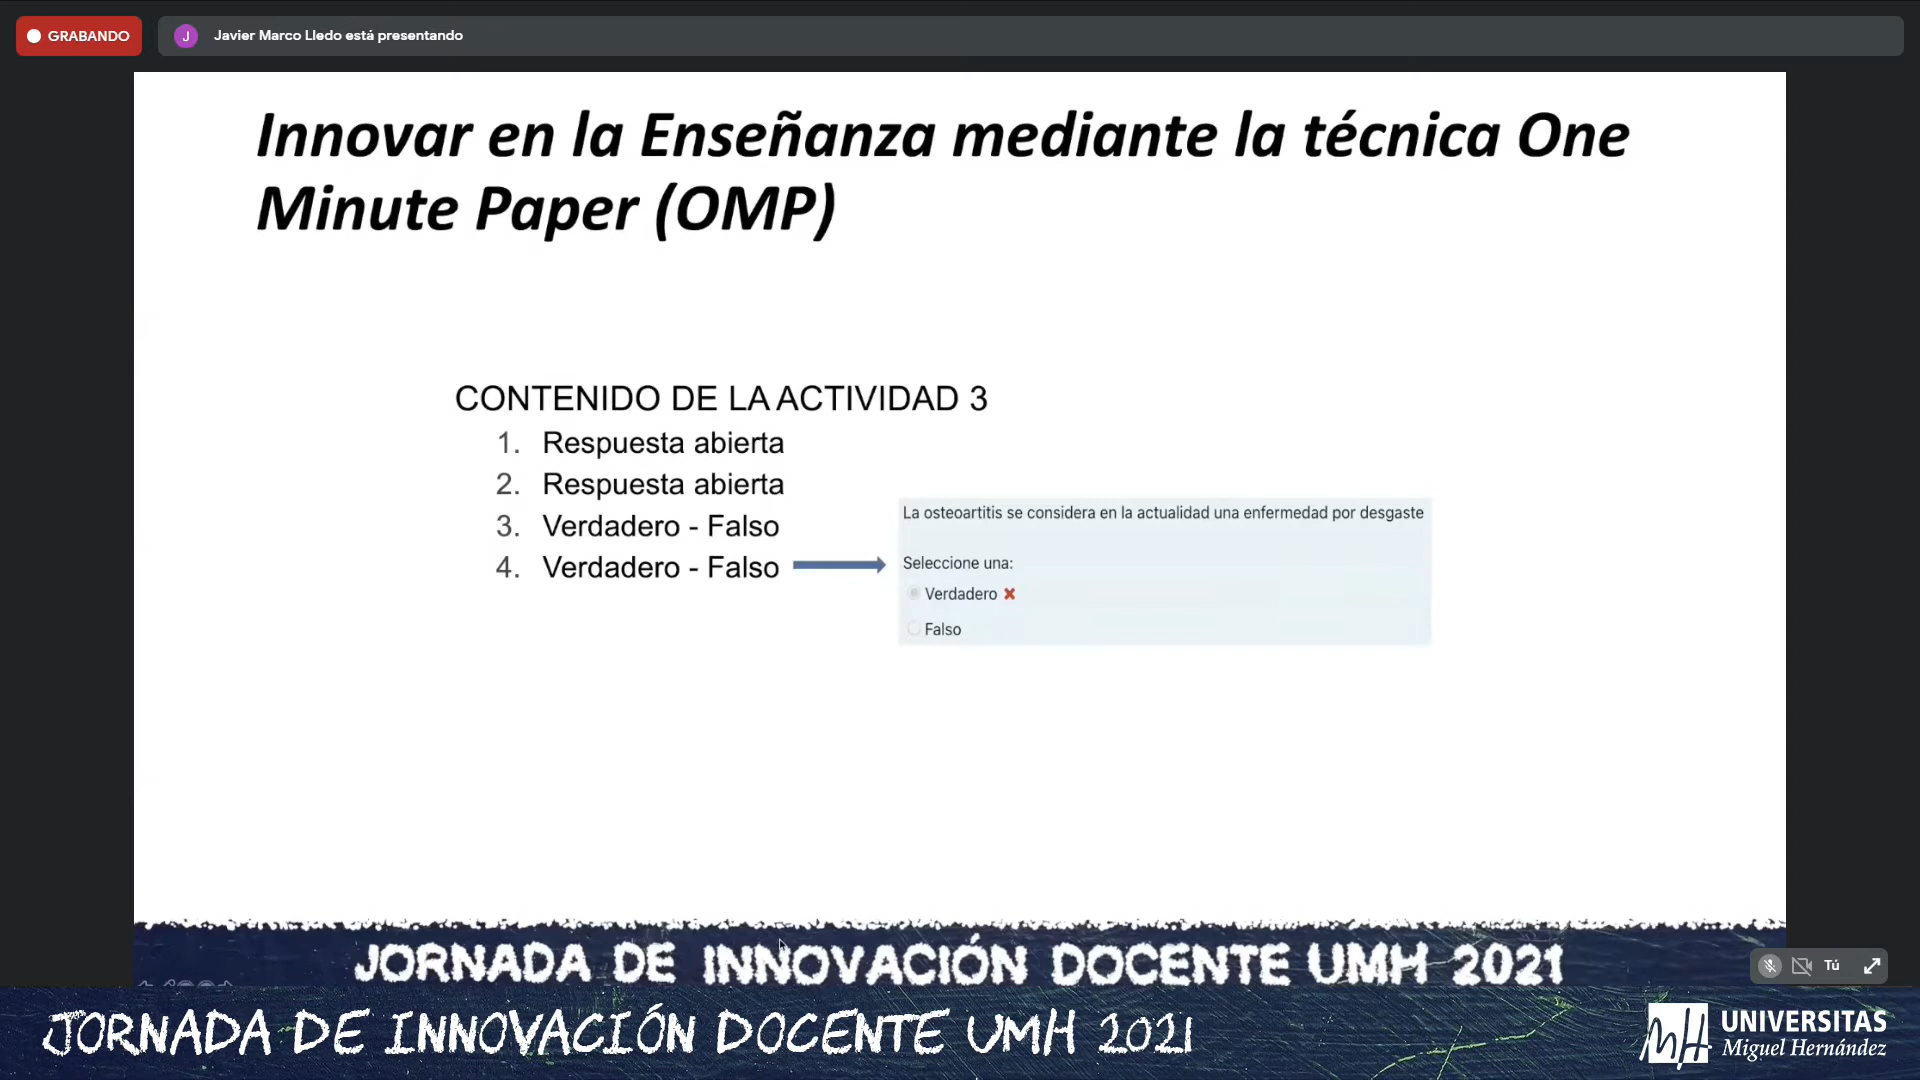 GRABANDO
J
Javier Marco Lledo está presentando
Innovar en la Enseñanza mediante la técnica One
Minute Paper (OMP)
CONTENIDO DE LA ACTIVIDAD 3
1. Respuesta abierta
2. Respuesta abierta
3. Verdadero - Falso
4. Verdadero - Falso
La osteoartitis se considera en la actualidad una enfermedad por desgaste
Seleccione una:
Verdadero
Falso
JORNADA DE INNOVACIÓN DOCENTE UMH 2021
Tú
JORNADA DE INNOVACIÓN DOCENTE UMH 2021
UNIVERSITAS
Miguel Hernández